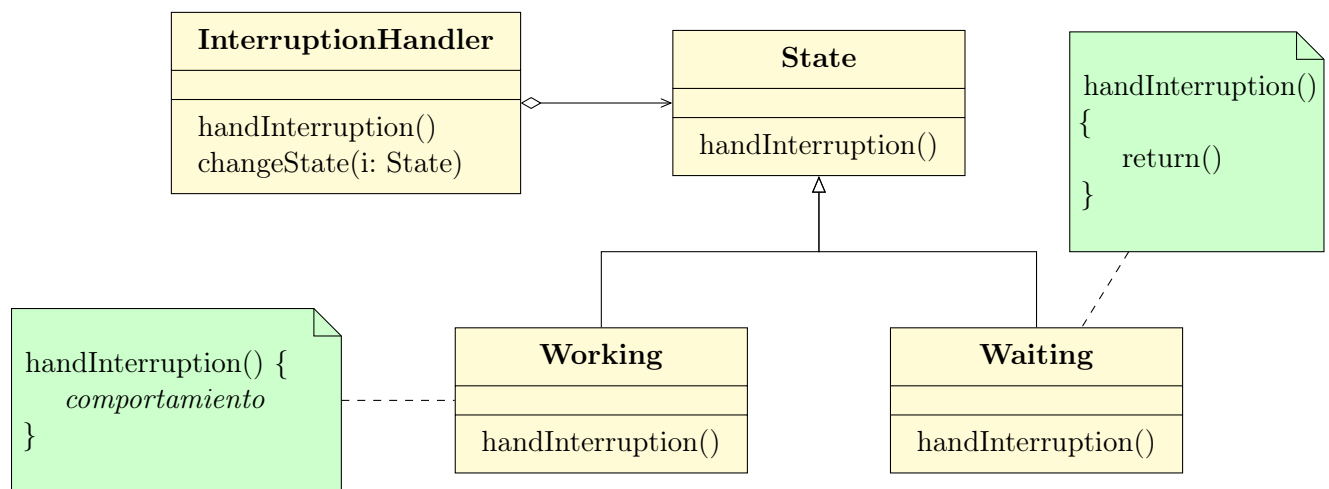 InterruptionHandler
handInterruption()
changeState(i: State)
State
handInterruption()
handInterruption()
{
return()
}
handInterruption() {
comportamiento
}
Working
handInterruption()
Waiting
handInterruption()